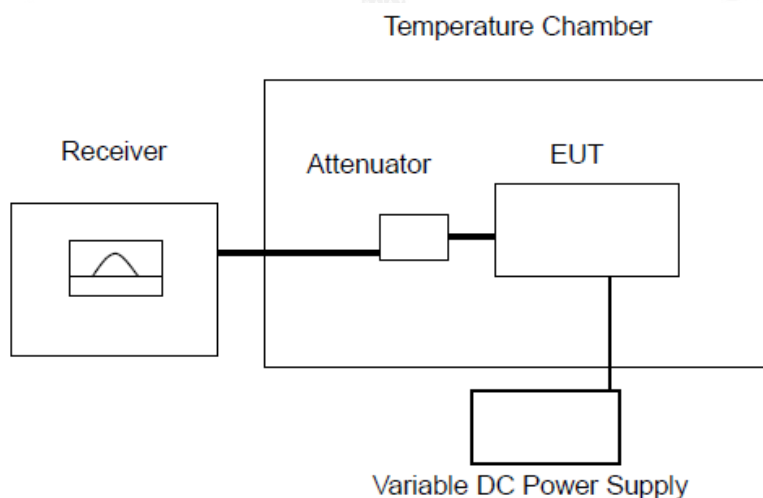 Temperature Chamber
Receiver
Attenuator
EUT
Variable DC Power Supply